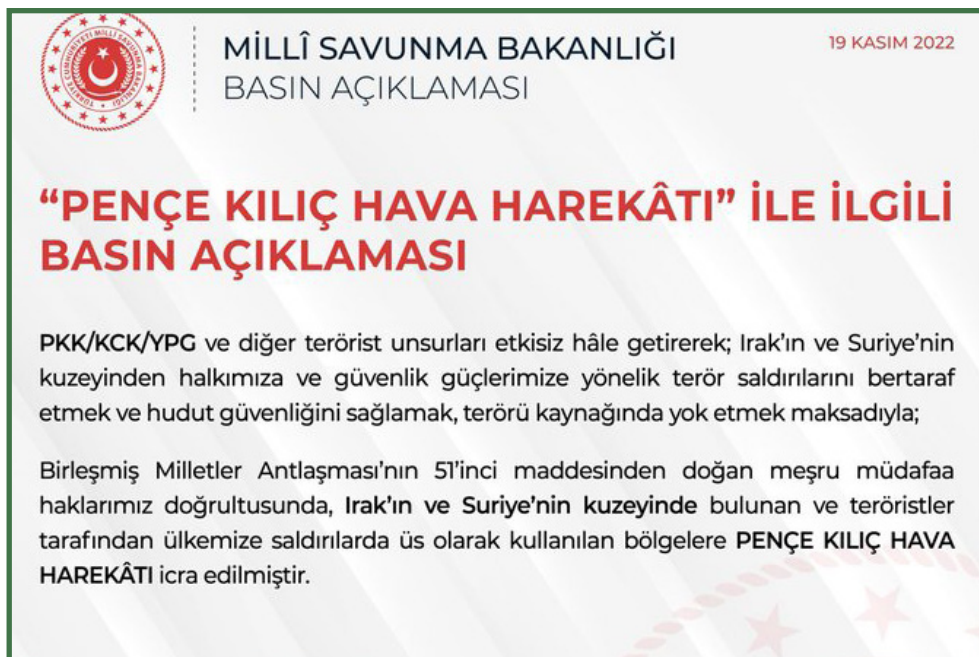 MİLLÎ SAVUNMA BAKANLIĞI
BASIN AÇIKLAMASI
19 KASIM 2022
“PENÇE KILIÇ HAVA HAREKÂTI” İLE İLGİLİ
BASIN AÇIKLAMASI
PKK/KCK/YPG ve diğer terörist unsurları etkisiz hâle getirerek; Irak’ın ve Suriye’nin
kuzeyinden halkımıza ve güvenlik güçlerimize yönelik terör saldırılarını bertaraf
etmek ve hudut güvenliğini sağlamak, terörü kaynağında yok etmek maksadıyla;
Birleşmiş Milletler Antlaşması’nın 51’inci maddesinden doğan meşru müdafaa
haklarımız doğrultusunda, Irak’ın ve Suriye’nin kuzeyinde bulunan ve teröristler
tarafından ülkemize saldırılarda üs olarak kullanılan bölgelere PENÇE KILIÇ HAVA
HAREKÂTI icra edilmiştir.